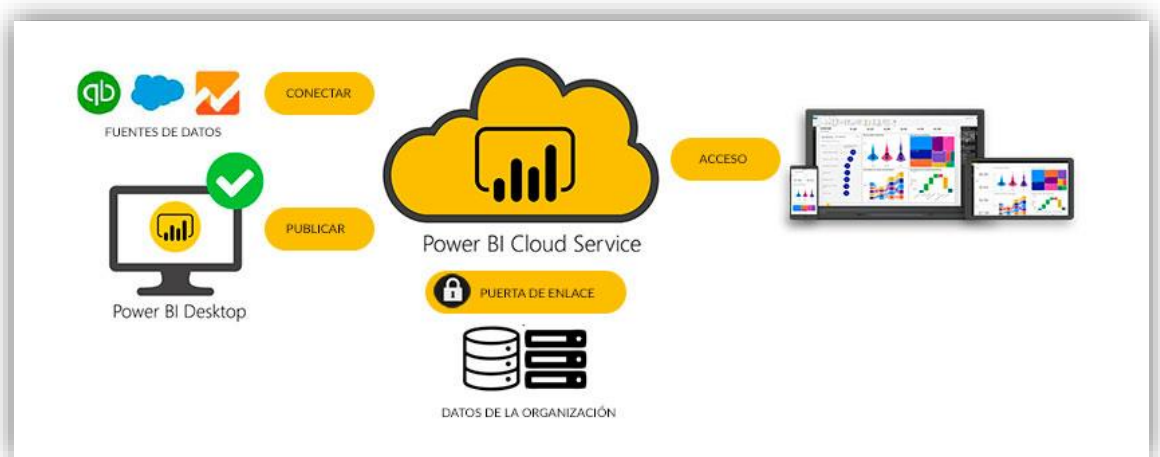 qb
CONECTAR
FUENTES DE DATOS
PUBLICAR
Power BI Desktop
Power BI Cloud Service
PUERTA DE ENLACE
DATOS DE LA ORGANIZACIÓN
ACCESO